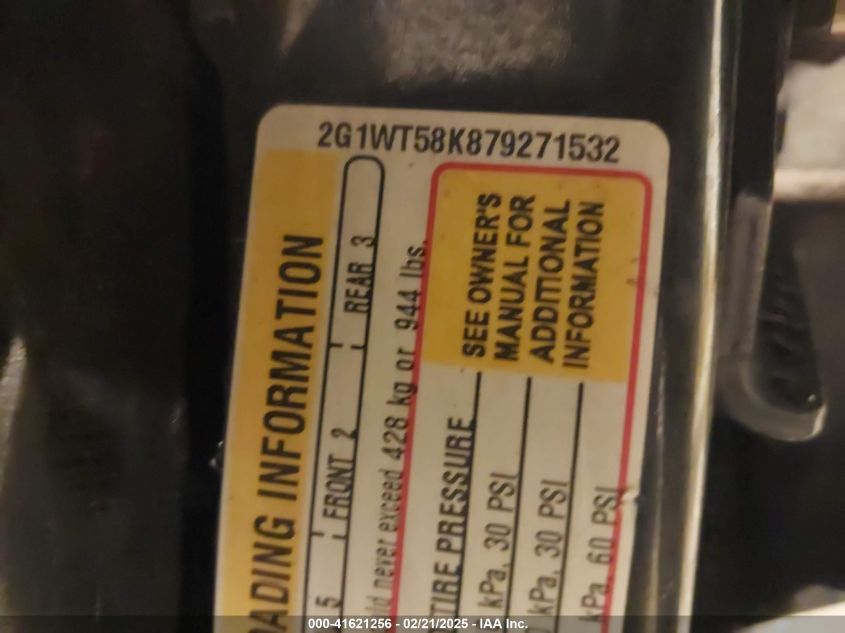 2G1WT58K879271532
OADING INFORMATION
5 FRONT 2 REAR 3
never exceed 428 kg or 944 lbs.
TIRE PRESSURE
SEE OWNER'S
MANUAL FOR
ADDITIONAL
INFORMATION
kPa, 30 PSI
kPa, 30 PSI
kPa, 60 PSI
000-41621256 - 02/21/2025 - IAA Inc.